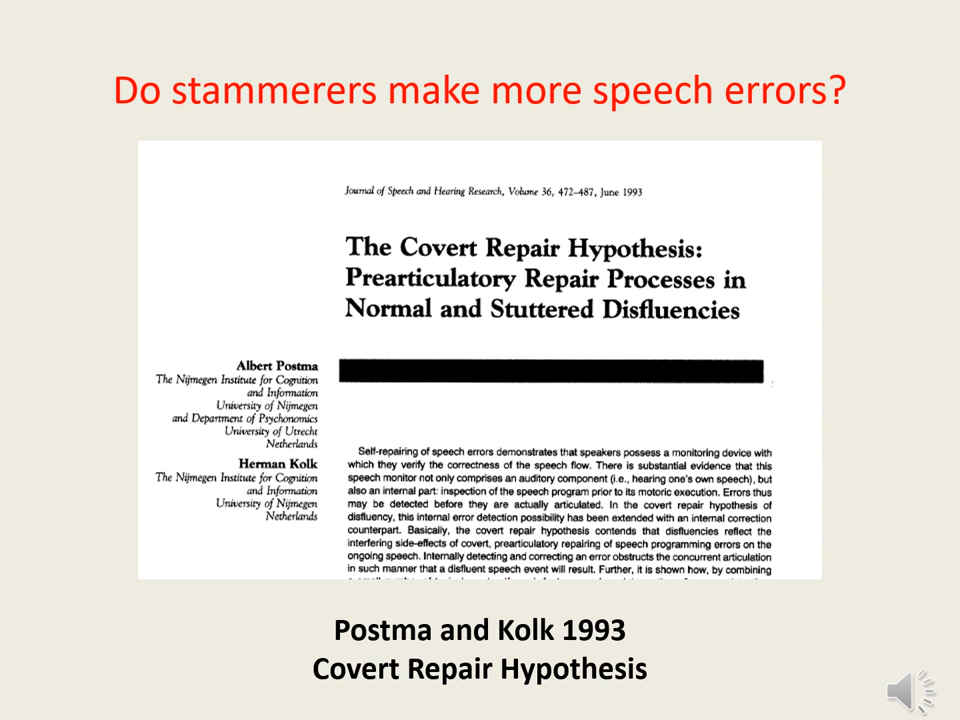 Do stammerers make more speech errors?
Journal of Speech and Hearing Research, Volume 36, 472–487, June 1993
The Covert Repair Hypothesis:
Prearticulatory Repair Processes in
Normal and Stuttered Disfluencies
Albert Postma
The Nijmegen Institute for Cognition
and Information
University of Nijmegen
and Department of Psychonomics
University of Utrecht
Netherlands
Herman Kolk
The Nijmegen Institute for Cognition
and Information
University of Nijmegen
Netherlands
Self-repairing of speech errors demonstrates that speakers possess a monitoring device with
which they verify the correctness of the speech flow. There is substantial evidence that this
speech monitor not only comprises an auditory component (i.e., hearing one's own speech), but
also an internal part: inspection of the speech program prior to its motoric execution. Errors thus
may be detected before they are actually articulated. In the covert repair hypothesis of
disfluency, this internal error detection possibility has been extended with an internal correction
counterpart. Basically, the covert repair hypothesis contends that disfluencies reflect the
interfering side-effects of covert, prearticulatory repairing of speech programming errors on the
ongoing speech. Internally detecting and correcting an error obstructs the concurrent articulation
in such manner that a disfluent speech event will result. Further, it is shown how, by combining
Postma and Kolk 1993
Covert Repair Hypothesis